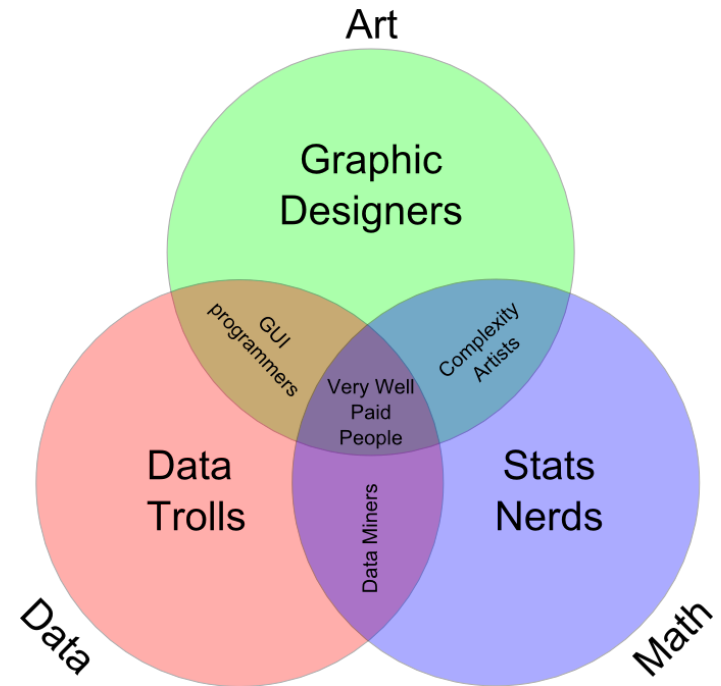 Art
Graphic
Designers
GUI
programmers
Complexity
Artists
Very Well
Paid
People
Data
Trolls
Stats
Nerds
Data Miners
Data
Math